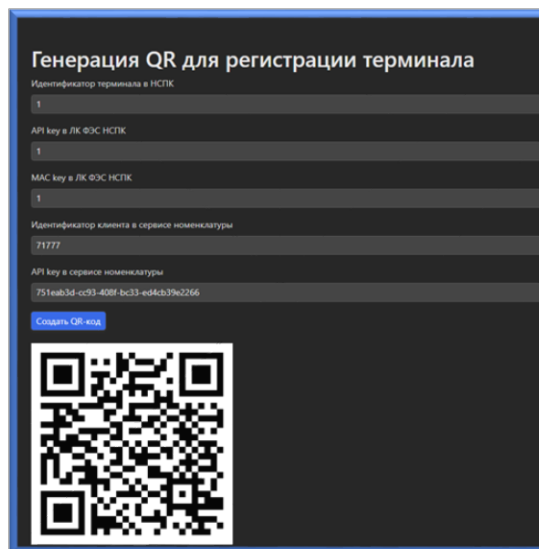 Генерация QR для регистрации терминала
Идентификатор терминала в НСПК
1
API key в ЛК ФЭС НСПК
1
MAC key в ЛК ФЭС НСПК
1
Идентификатор клиента в сервисе номенклатуры
71777
API key в сервисе номенклатуры
751eab3d-cc93-408f-bc33-ed4cb39e2266
Создать QR-код